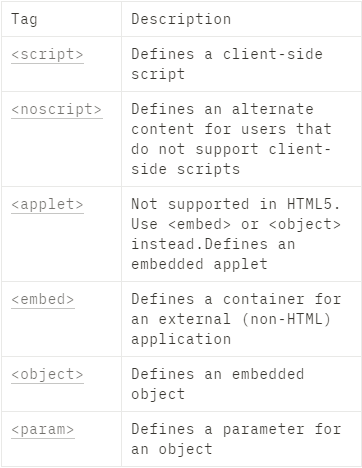 Tag Description
<script> Defines a client-side
script
<noscript> Defines an alternate
content for users that
do not support client-
side scripts
<applet> Not supported in HTML5.
Use <embed> or <object>
instead.Defines an
embedded applet
<embed> Defines a container for
an external (non-HTML)
application
<object> Defines an embedded
object
<param> Defines a parameter for
an object